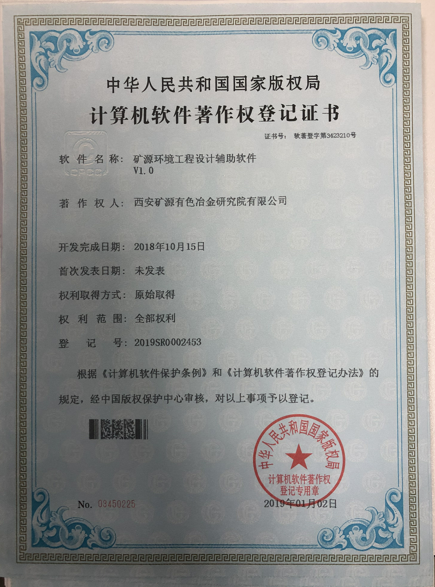 中华人民共和国国家版权局
计算机软件著作权登记证书
证书号： 软著登字第3423210号
软件名称： 矿源环境工程设计辅助软件
V1.0
著作权人： 西安矿源有色冶金研究院有限公司
开发完成日期： 2018年10月15日
首次发表日期： 未发表
权利取得方式： 原始取得
权利范围： 全部权利
登记号： 2019SR0002453
根据《计算机软件保护条例》和《计算机软件著作权登记办法》的
规定，经中国版权保护中心审核，对以上事项予以登记。
中华人民共和国国家版权局
计算机软件著作权
登记专用章
No. 03450295
2019年01月02日